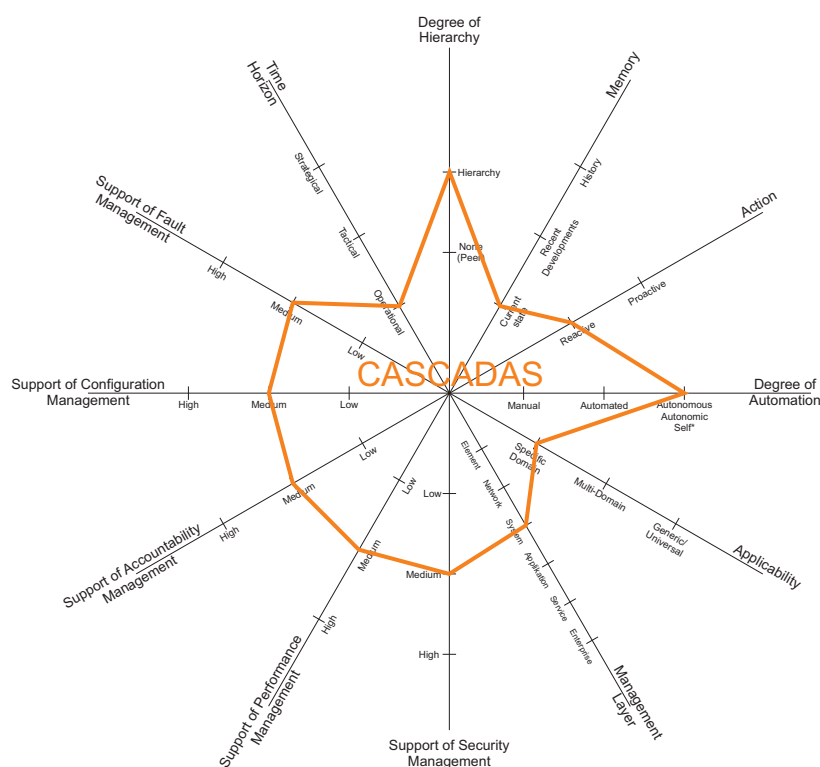 Degree of
Hierarchy
Time
Horizon
Memory
Strategical
Hierarchy
History
Support of Fault
Management
Action
Tactical
None
(Peer)
Recent
Developments
High
Proactive
Medium
Operational
Current
state
Reactive
Low
CASCADAS
Support of Configuration
Management
High
Medium
Low
Manual
Automated
Autonomous
Autonomic
Self*
Degree of
Automation
Low
Element
Specific
Domain
Medium
Low
Low
Network
Multi-Domain
High
Support of Accountability
Management
Medium
System
Generic/
Universal
Applicability
Medium
Applikation
High
Service
High
Enterprise
Support of Performance
Management
Management
Layer
Support of Security
Management